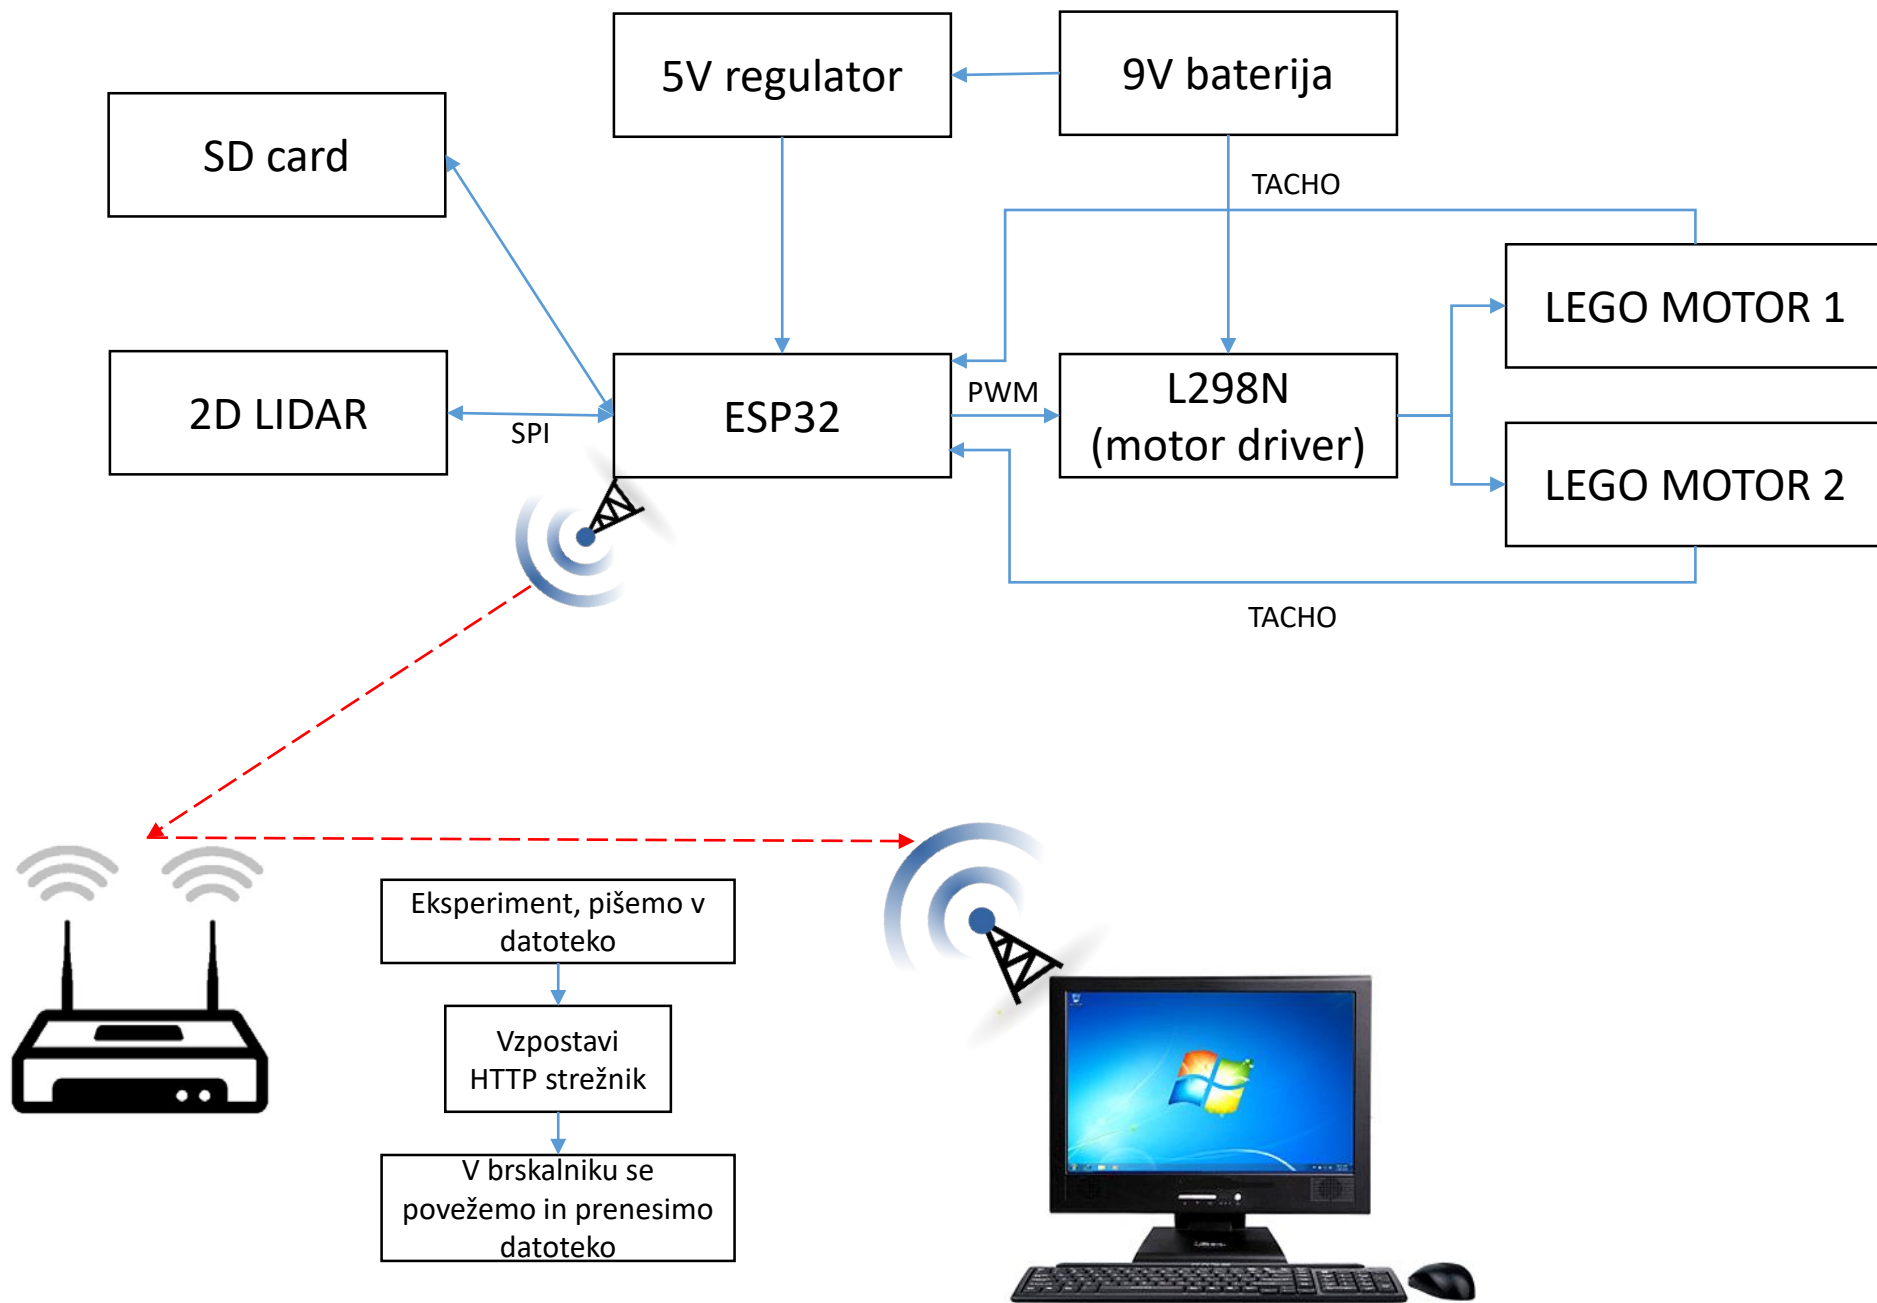 5V regulator
9V baterija
SD card
TACHO
LEGO MOTOR 1
2D LIDAR
SPI
ESP32
PWM
L298N
(motor driver)
LEGO MOTOR 2
TACHO
Eksperiment, pišemo v
datoteko
Vzpostavi
HTTP strežnik
V brskalniku se
povežemo in prenesimo
datoteko